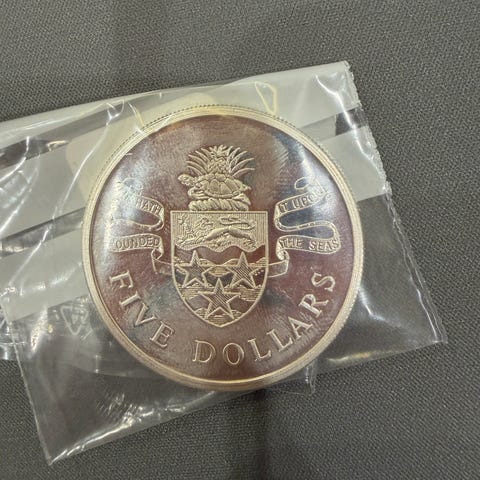 HATH
FOUNDED
IT UPON
THE SEAS
FIVE DOLLARS